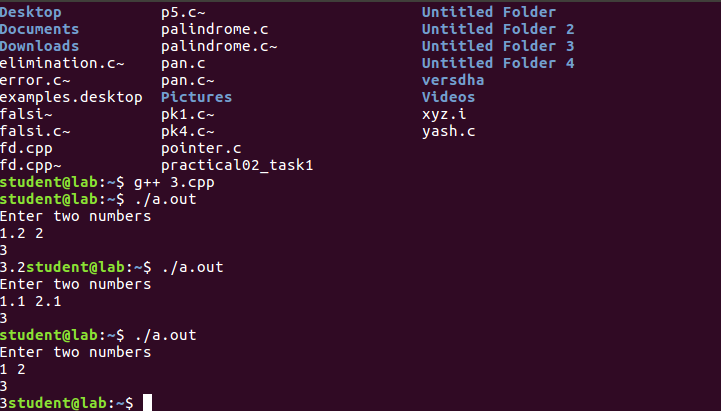 Desktop p5.c~ Untitled Folder
Documents palindrome.c Untitled Folder 2
Downloads palindrome.c~ Untitled Folder 3
elimination.c~ pan.c Untitled Folder 4
error.c~ pan.c~ versdha
examples.desktop Pictures Videos
falsi~ pk1.c~ xyz.i
falsi.c~ pk4.c~ yash.c
fd.cpp pointer.c
fd.cpp~ practical02_task1
student@lab:~$ g++ 3.cpp
student@lab:~$ ./a.out
Enter two numbers
1.2 2
3
3.2student@lab:~$ ./a.out
Enter two numbers
1.1 2.1
3
student@lab:~$ ./a.out
Enter two numbers
1 2
3
3student@lab:~$